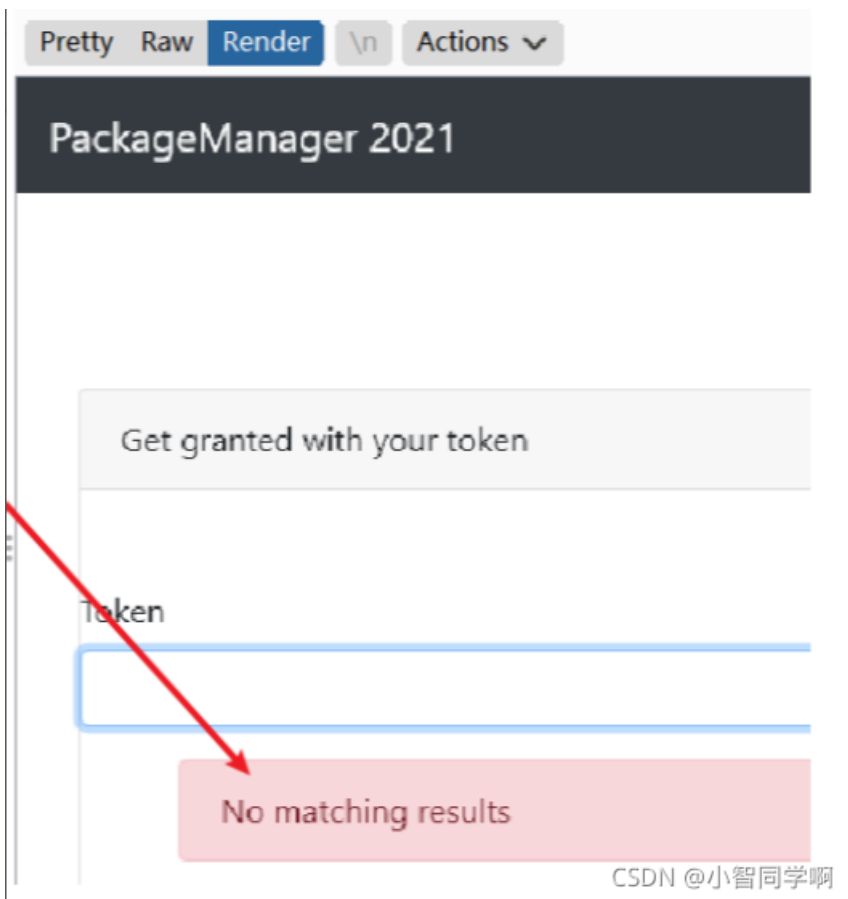 Pretty Raw Render \n Actions
PackageManager 2021
Get granted with your token
Token
No matching results
CSDN @小智同学啊